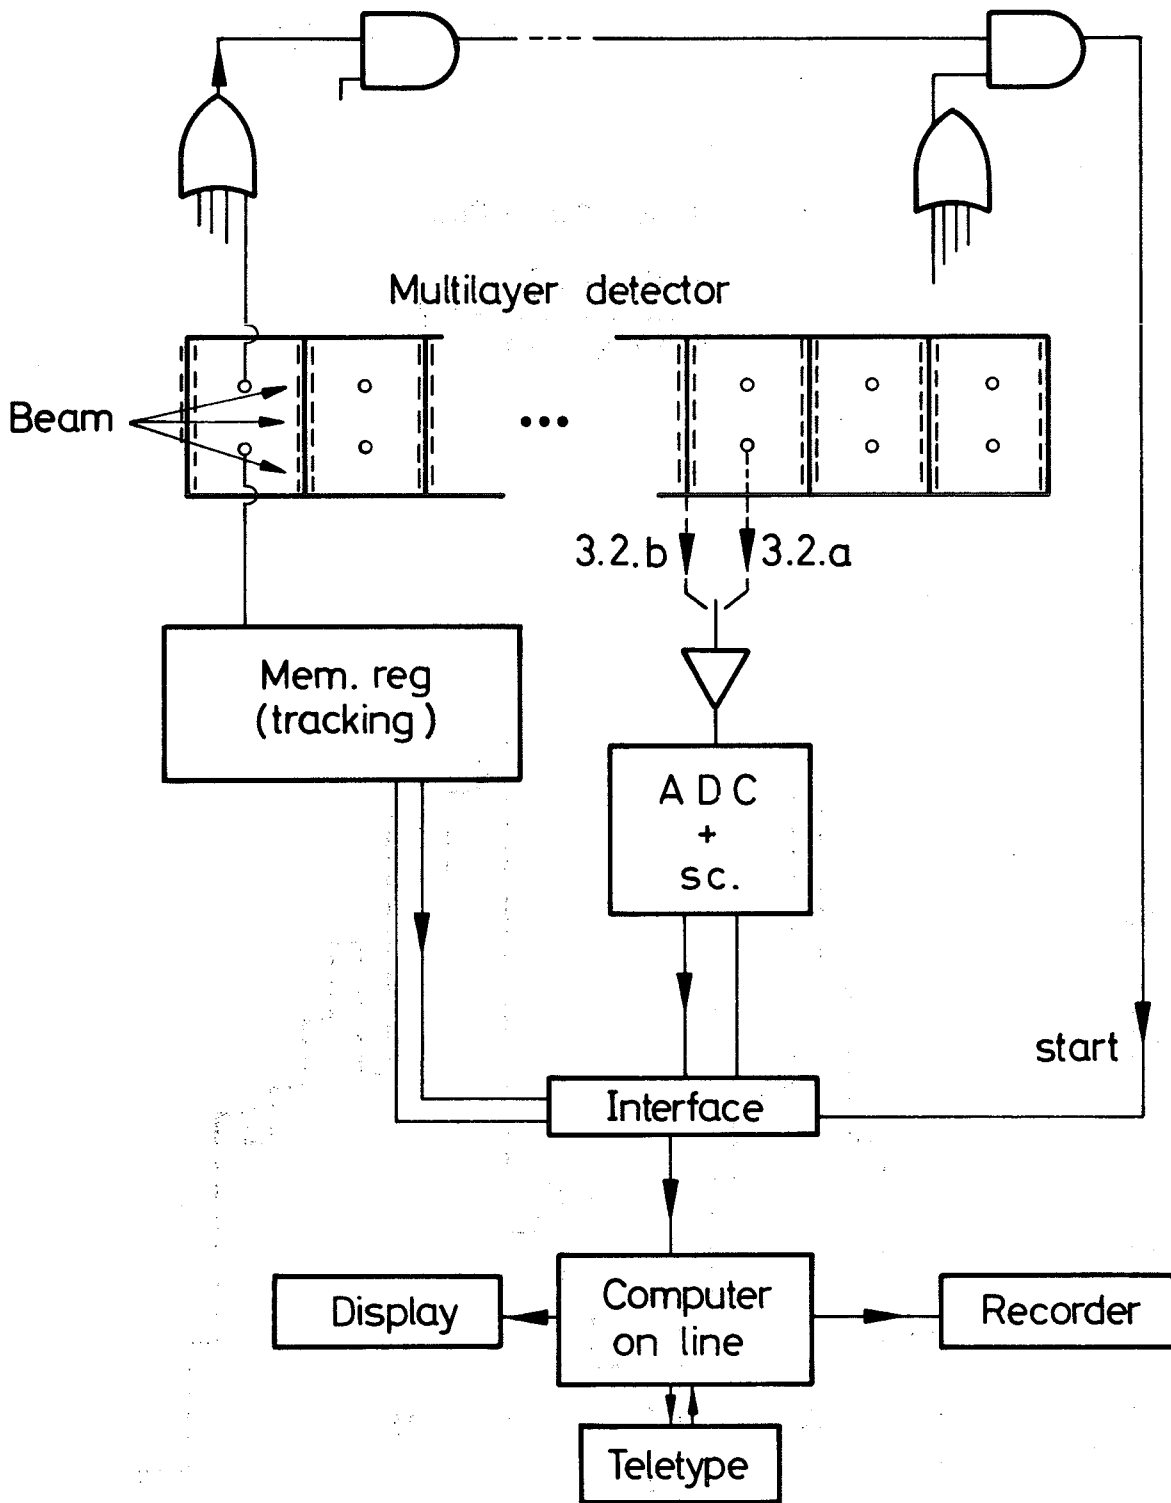 Multilayer detector
Beam
3.2.b
3.2.a
Mem. reg
(tracking)
A D C
+
sc.
start
Interface
Display
Computer
on line
Recorder
Teletype